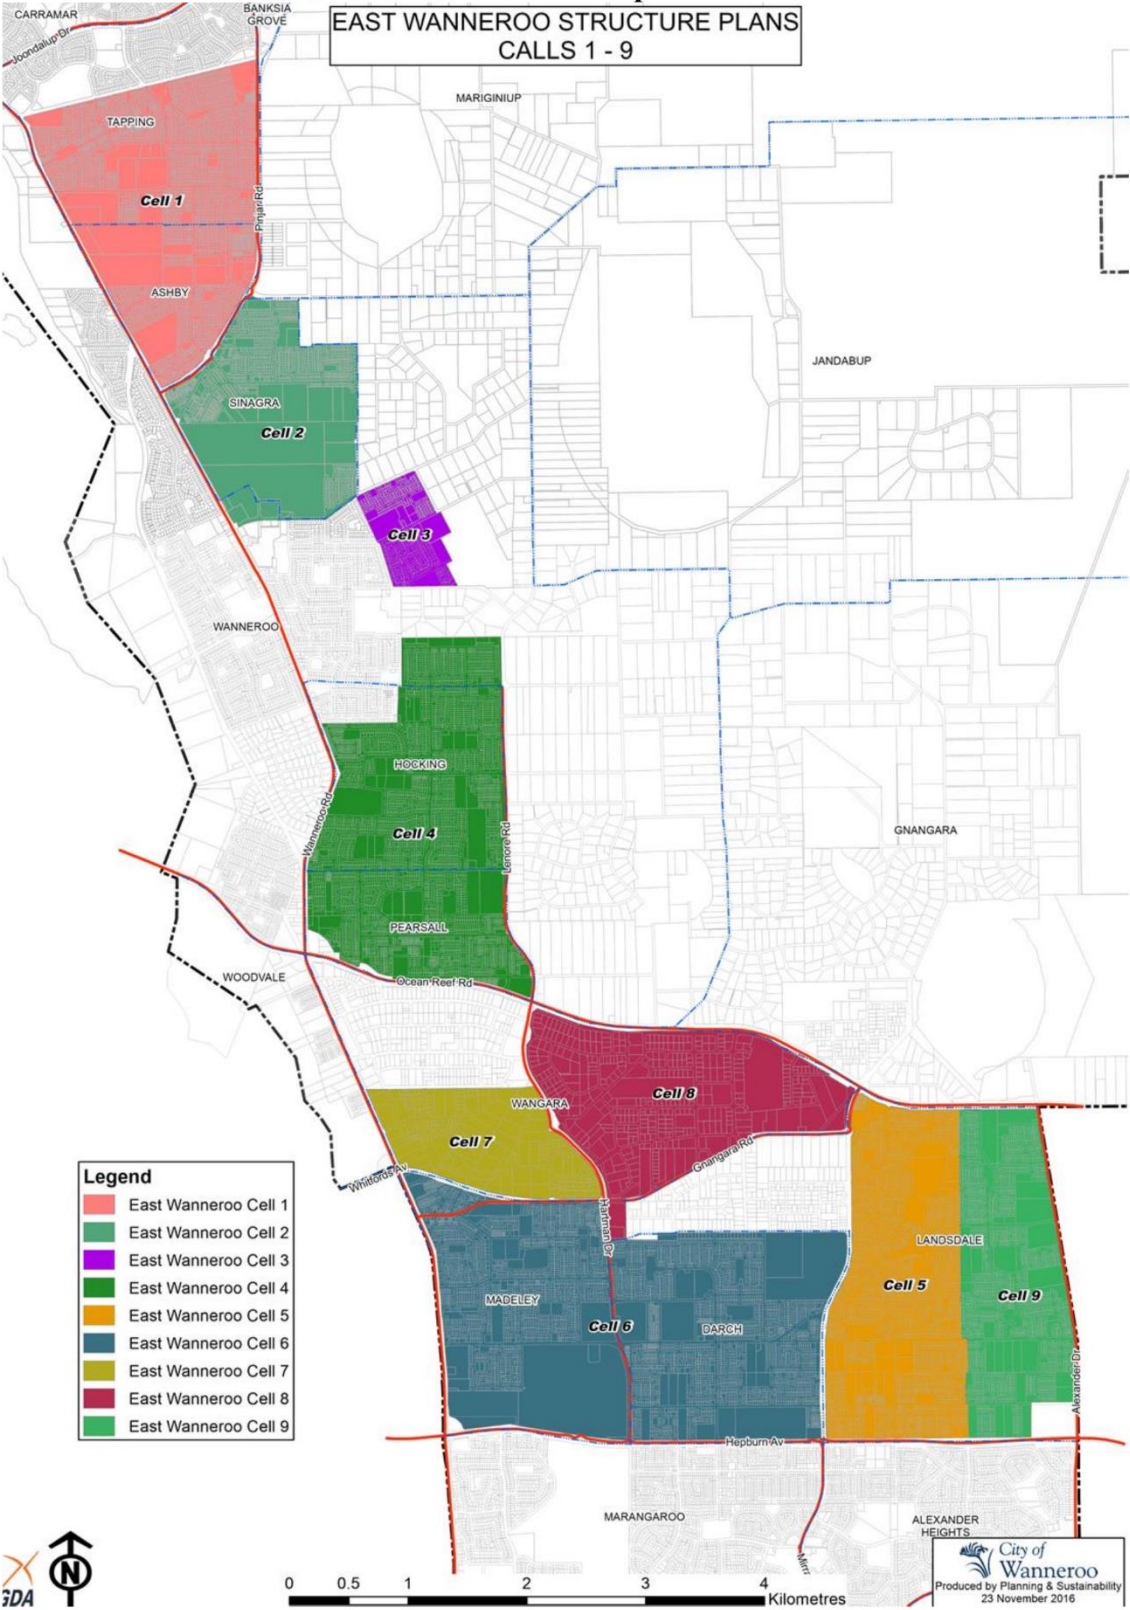 EAST WANNEROO STRUCTURE PLANS
CALLS 1 - 9
CARRAMAR
BANKSIA
GROVE
Joondalup Dr
MARIGINIUP
TAPPING
Cell 1
Pinjar Rd
ASHBY
JANDABUP
SINAGRA
Cell 2
Cell 3
WANNEROO
HOCKING
Wanneroo Rd
Cell 4
Lenore Rd
GNANGARA
PEARSALL
WOODVALE
Ocean Reef Rd
WANGARA
Cell 8
Cell 7
Gnangara Rd
Whitfords Av
Hartman Dr
LANDSDALE
Cell 5
Cell 9
MADELEY
Cell 6
DARCH
Alexander Dr
Hepburn Av
MARANGAROO
ALEXANDER
HEIGHTS
Legend
East Wanneroo Cell 1
East Wanneroo Cell 2
East Wanneroo Cell 3
East Wanneroo Cell 4
East Wanneroo Cell 5
East Wanneroo Cell 6
East Wanneroo Cell 7
East Wanneroo Cell 8
East Wanneroo Cell 9
N
GDA
0 0.5 1 2 3 4
Kilometres
City of
Wanneroo
Produced by Planning & Sustainability
23 November 2016